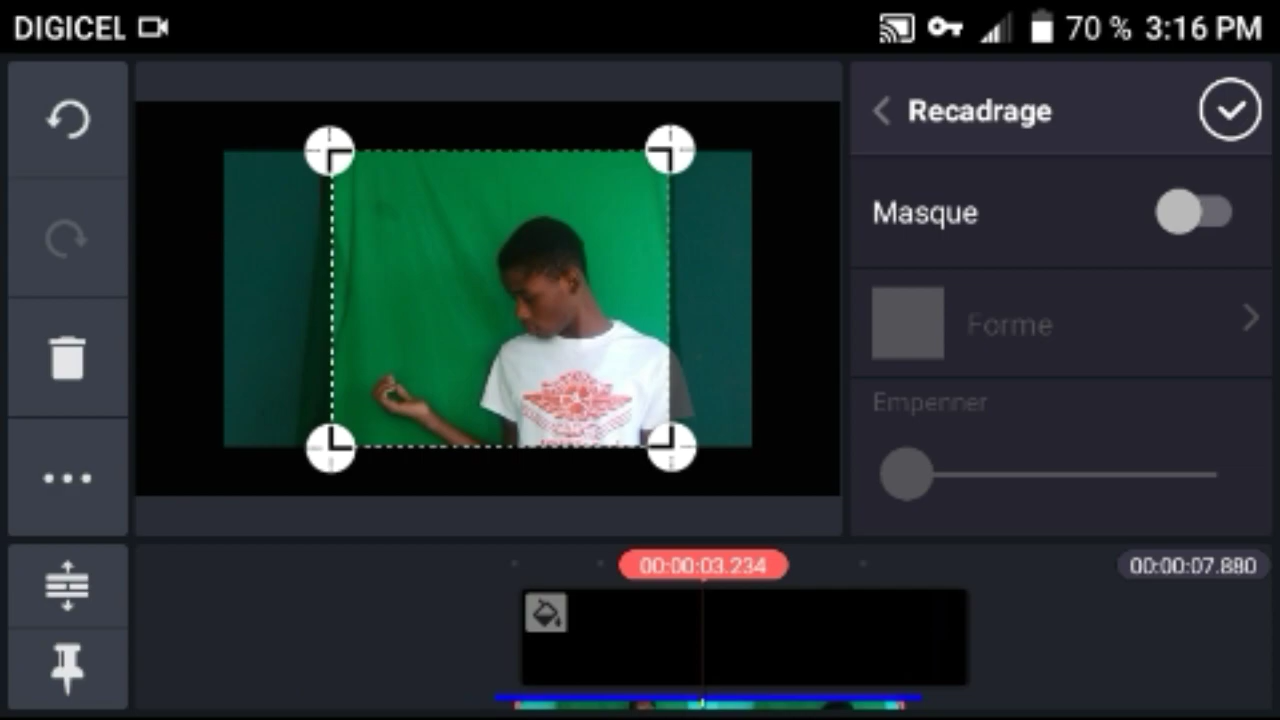 DIGICEL 70 % 3:16 PM
Recadrage
Masque
Forme
Empenner
00:00:03.234
00:00:07.880